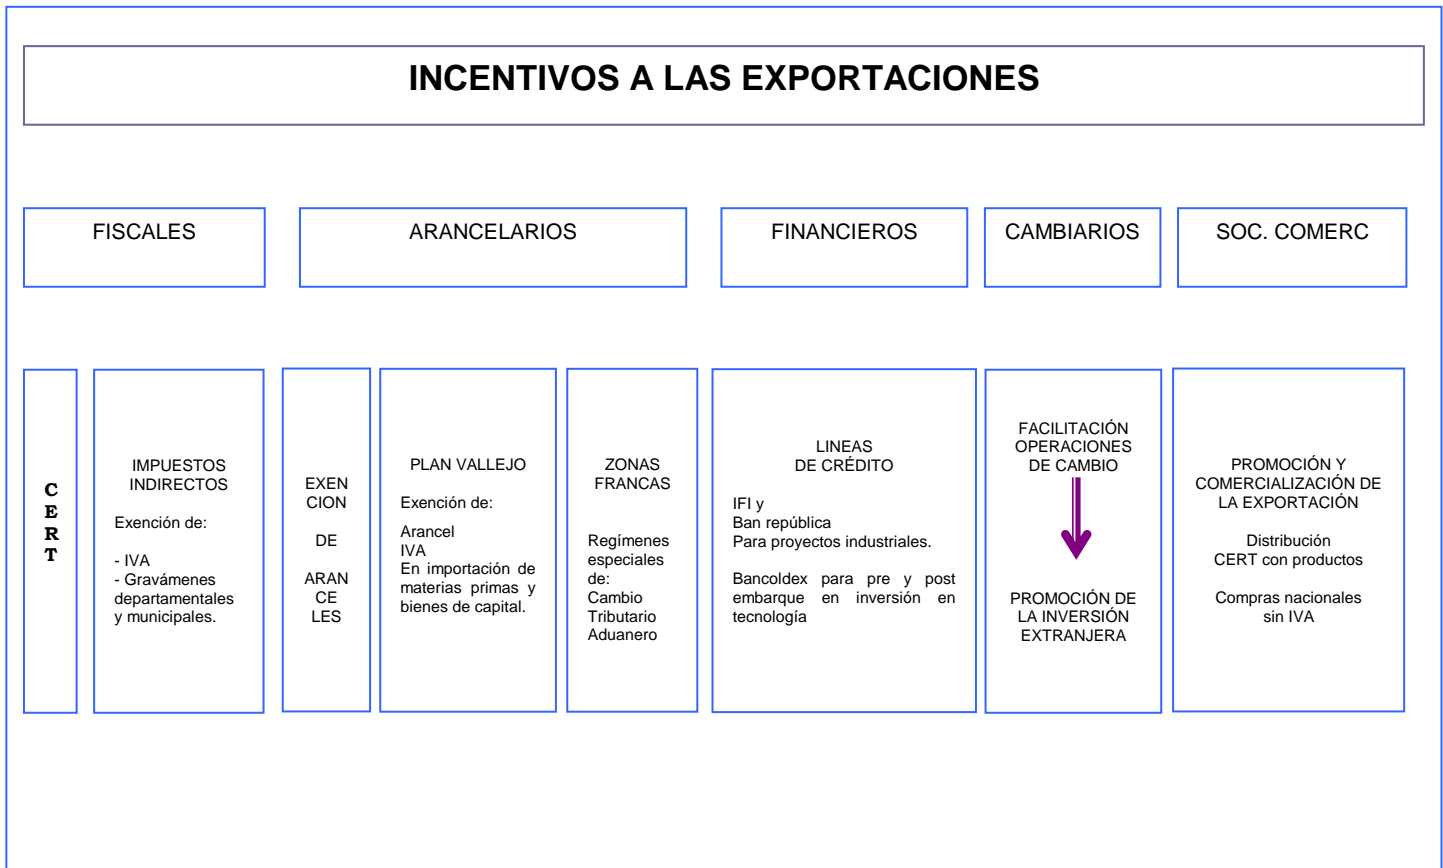 INCENTIVOS A LAS EXPORTACIONES
FISCALES
ARANCELARIOS
FINANCIEROS
CAMBIARIOS
SOC. COMERC
C
E
R
T
IMPUESTOS
INDIRECTOS
Exención de:
- IVA
- Gravámenes
departamentales
y municipales.
EXEN
CION
DE
ARAN
CE
LES
PLAN VALLEJO
Exención de:
Arancel
IVA
En importación de
materias primas y
bienes de capital.
ZONAS
FRANCAS
Regímenes
especiales
de:
Cambio
Tributario
Aduanero
LINEAS
DE CRÉDITO
IFI y
Ban república
Para proyectos industriales.
Bancoldex para pre y post
embarque en inversión en
tecnología
FACILITACIÓN
OPERACIONES
DE CAMBIO
PROMOCIÓN DE
LA INVERSIÓN
EXTRANJERA
PROMOCIÓN Y
COMERCIALIZACIÓN DE
LA EXPORTACIÓN
Distribución
CERT con productos
Compras nacionales
sin IVA